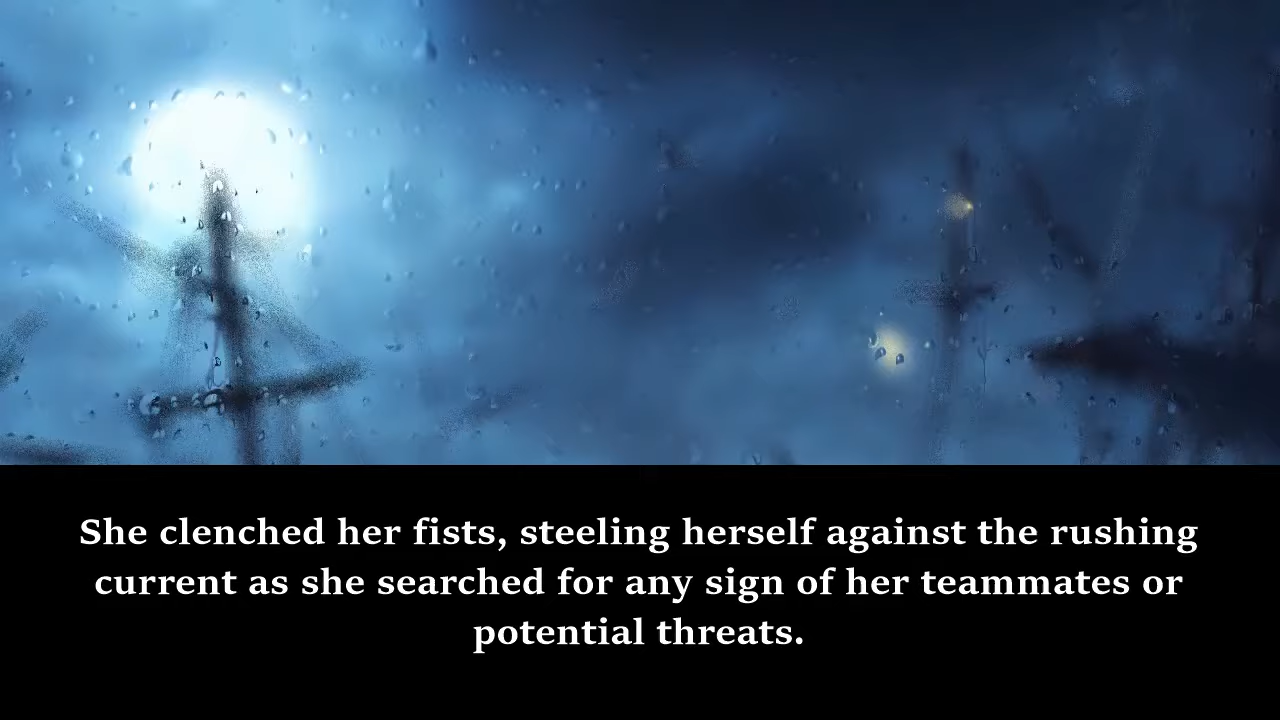 She clenched her fists, steeling herself against the rushing
current as she searched for any sign of her teammates or
potential threats.